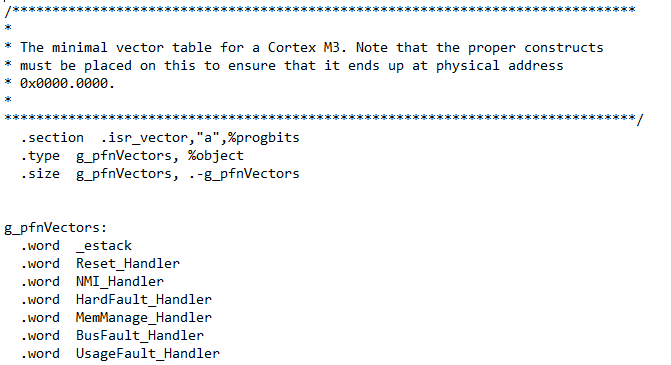 /******************************************************************************
*
* The minimal vector table for a Cortex M3. Note that the proper constructs
* must be placed on this to ensure that it ends up at physical address
* 0x0000.0000.
*
*******************************************************************************/
.section .isr_vector,"a",%progbits
.type g_pfnVectors, %object
.size g_pfnVectors, .-g_pfnVectors
g_pfnVectors:
.word _estack
.word Reset_Handler
.word NMI_Handler
.word HardFault_Handler
.word MemManage_Handler
.word BusFault_Handler
.word UsageFault_Handler